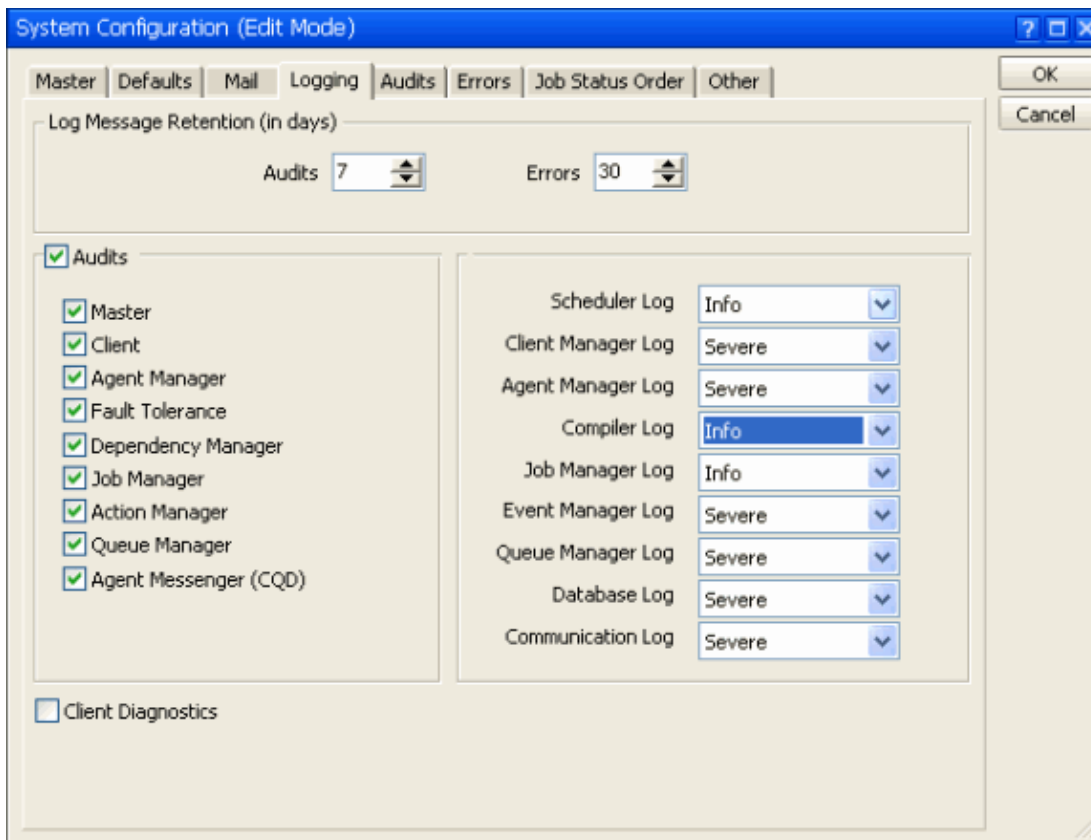 System Configuration (Edit Mode)
Master Defaults Mail Logging Audits Errors Job Status Order Other
OK
Cancel
Log Message Retention (in days)
Audits 7 Errors 30
Audits
Master
Client
Agent Manager
Fault Tolerance
Dependency Manager
Job Manager
Action Manager
Queue Manager
Agent Messenger (CQD)
Scheduler Log Info
Client Manager Log Severe
Agent Manager Log Severe
Compiler Log Info
Job Manager Log Info
Event Manager Log Severe
Queue Manager Log Severe
Database Log Severe
Communication Log Severe
Client Diagnostics